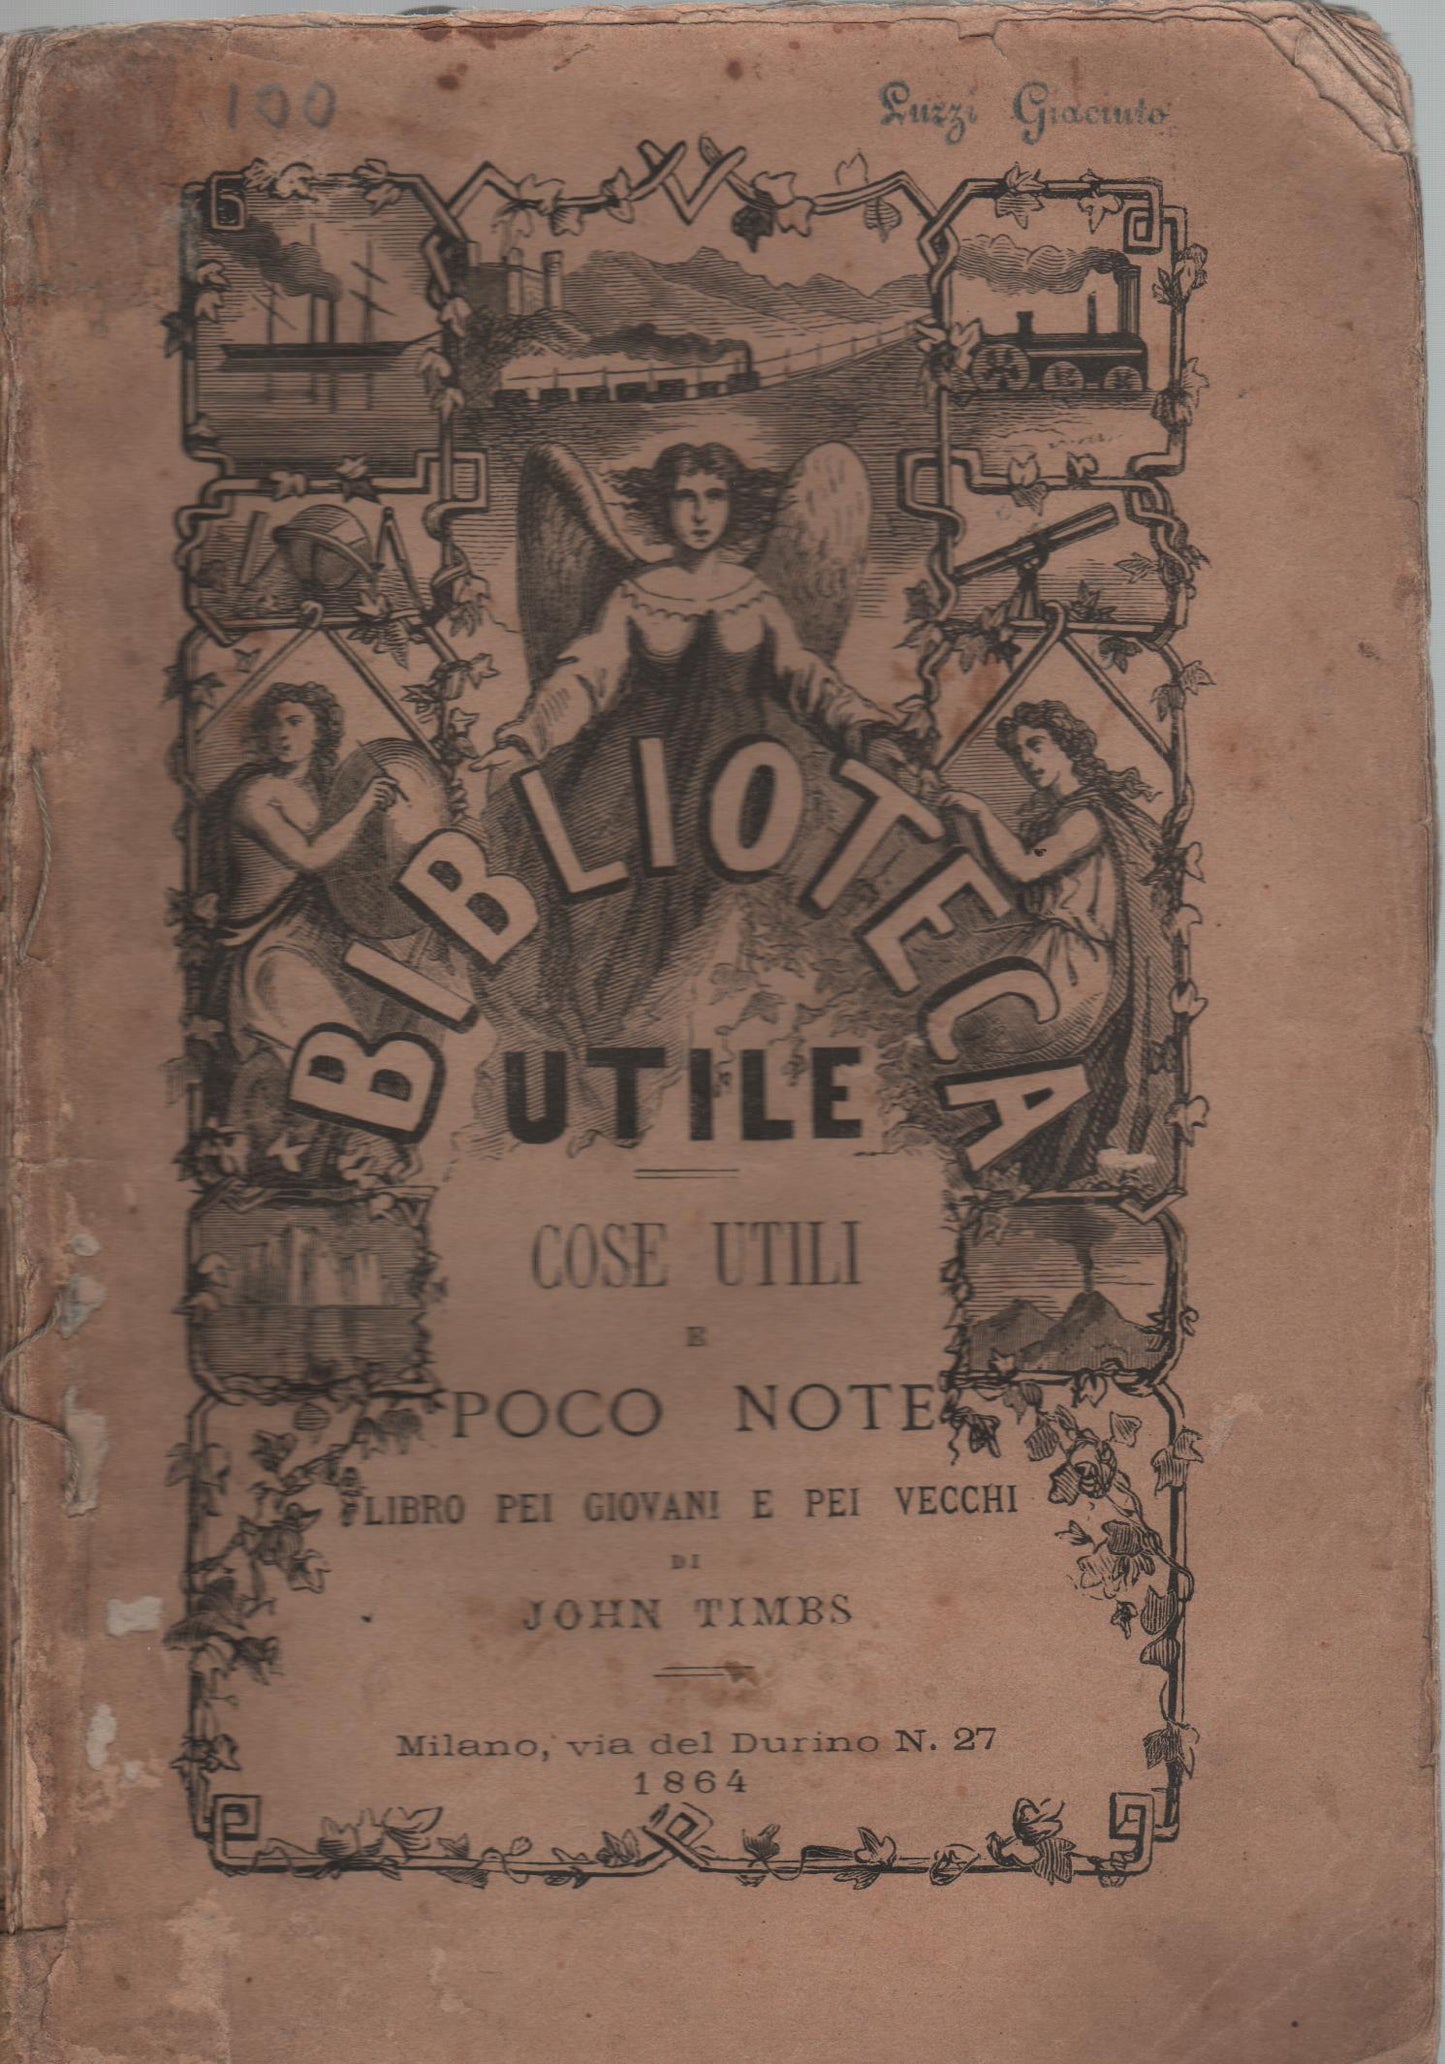 100
Luzzi Giacinto
BIBLIOTECA
UTILE
COSE UTILI
E
POCO NOTE
LIBRO PEI GIOVANI E PEI VECCHI
DI
JOHN TIMBS
Milano, via del Durino N. 27
1864